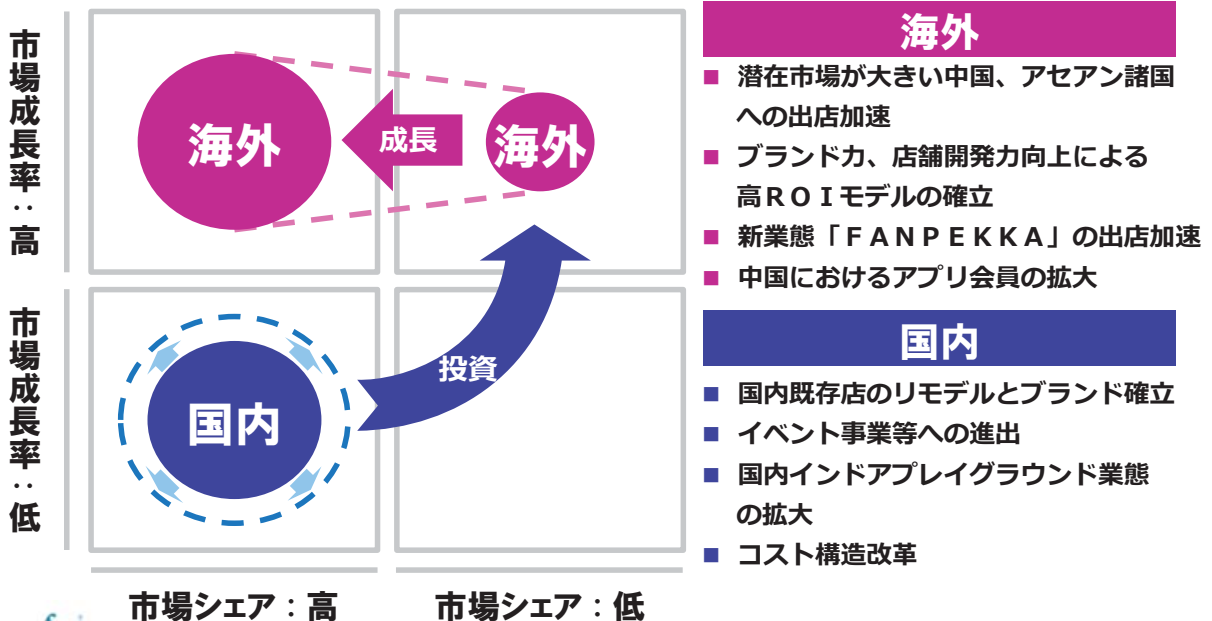 市場成長率：高
海外
成長
海外
市場成長率：低
国内
投資
市場シェア：高
市場シェア：低
海外
■ 潜在市場が大きい中国、アセアン諸国
への出店加速
■ ブランド力、店舗開発力向上による
高ＲＯＩモデルの確立
■ 新業態「ＦＡＮＰＥＫＫＡ」の出店加速
■ 中国におけるアプリ会員の拡大
国内
■ 国内既存店のリモデルとブランド確立
■ イベント事業等への進出
■ 国内インドアプレイグラウンド業態
の拡大
■ コスト構造改革